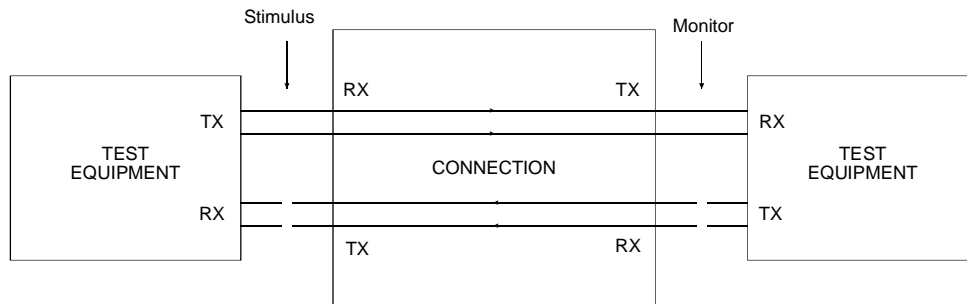 Stimulus
Monitor
RX
TX
TX
RX
TEST
EQUIPMENT
CONNECTION
TEST
EQUIPMENT
RX
TX
TX
RX